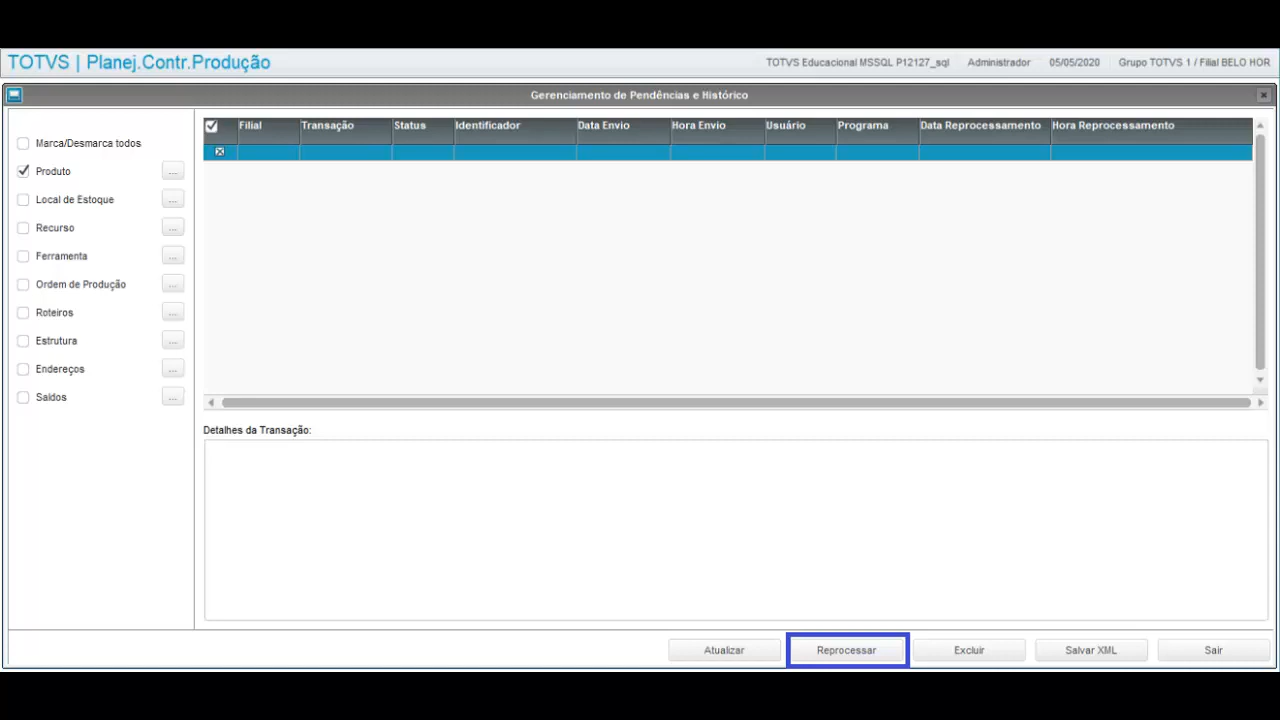 TOTVS | Planej.Contr.Produção
TOTVS Educacional MSSQL P12127_sql Administrador 05/05/2020 Grupo TOTVS 1 / Filial BELO HOR
Gerenciamento de Pendências e Histórico
Marca/Desmarca todos
Produto ...
Local de Estoque ...
Recurso ...
Ferramenta ...
Ordem de Produção ...
Roteiros ...
Estrutura ...
Endereços ...
Saldos ...
Filial Transação Status Identificador Data Envio Hora Envio Usuário Programa Data Reprocessamento Hora Reprocessamento
Detalhes da Transação:
Atualizar Reprocessar Excluir Salvar XML Sair